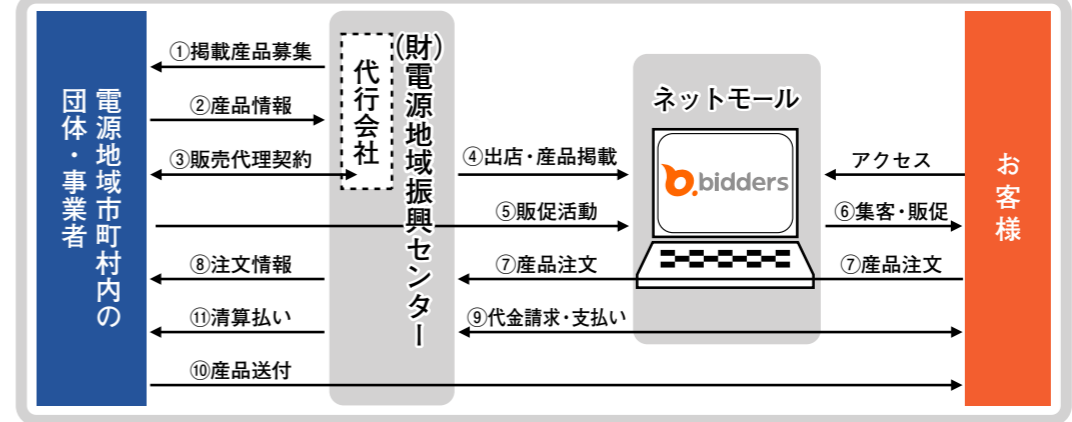 電源地域市町村内の
団体・事業者
①掲載産品募集
②産品情報
③販売代理契約
代行会社
(財)電源地域振興センター
④出店・産品掲載
⑤販促活動
ネットモール
bidders
アクセス
⑥集客・販促
お客様
⑧注文情報
⑦産品注文
⑦産品注文
⑪清算払い
⑨代金請求・支払い
⑩産品送付